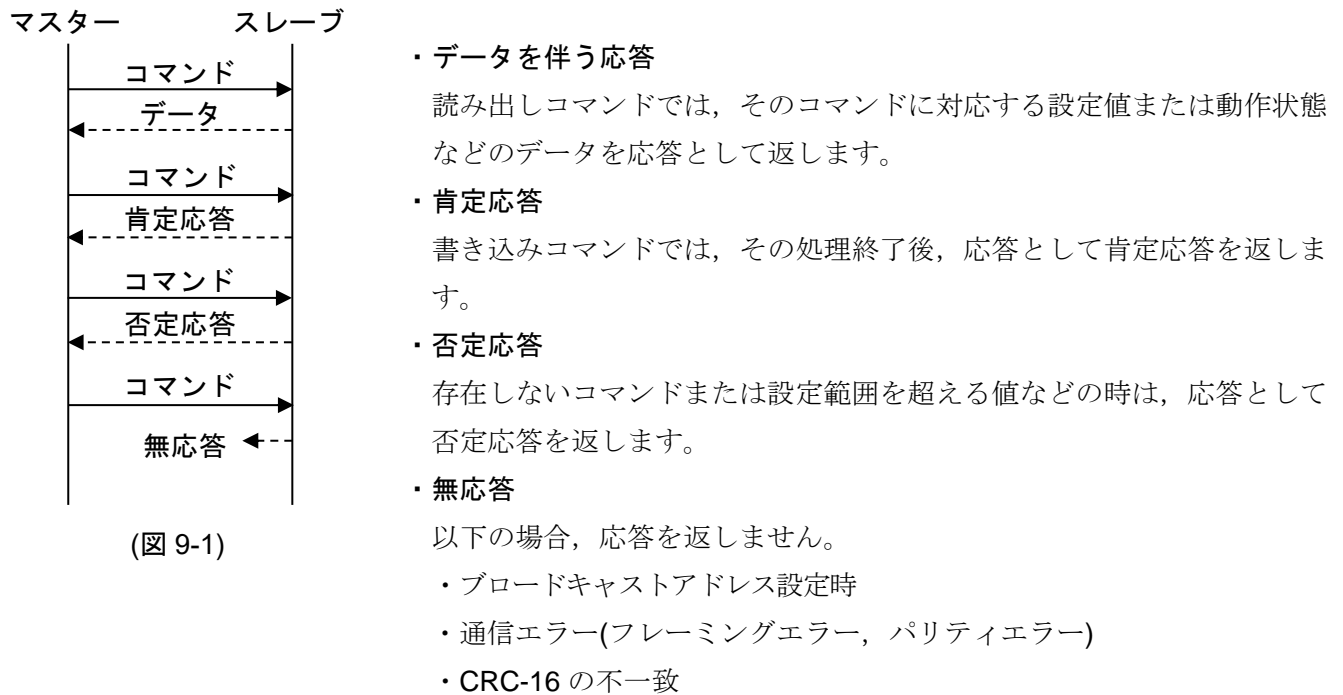 マスター スレーブ
コマンド
データ
コマンド
肯定応答
コマンド
否定応答
コマンド
無応答
(図 9-1)
・データを伴う応答
読み出しコマンドでは，そのコマンドに対応する設定値または動作状態
などのデータを応答として返します。
・肯定応答
書き込みコマンドでは，その処理終了後，応答として肯定応答を返しま
す。
・否定応答
存在しないコマンドまたは設定範囲を超える値などの時は，応答として
否定応答を返します。
・無応答
以下の場合，応答を返しません。
・ブロードキャストアドレス設定時
・通信エラー(フレーミングエラー，パリティエラー)
・CRC-16 の不一致